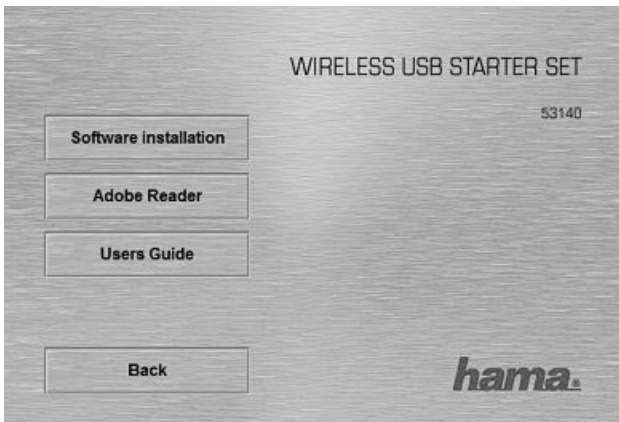 WIRELESS USB STARTER SET
53140
Software installation
Adobe Reader
Users Guide
Back
hama®